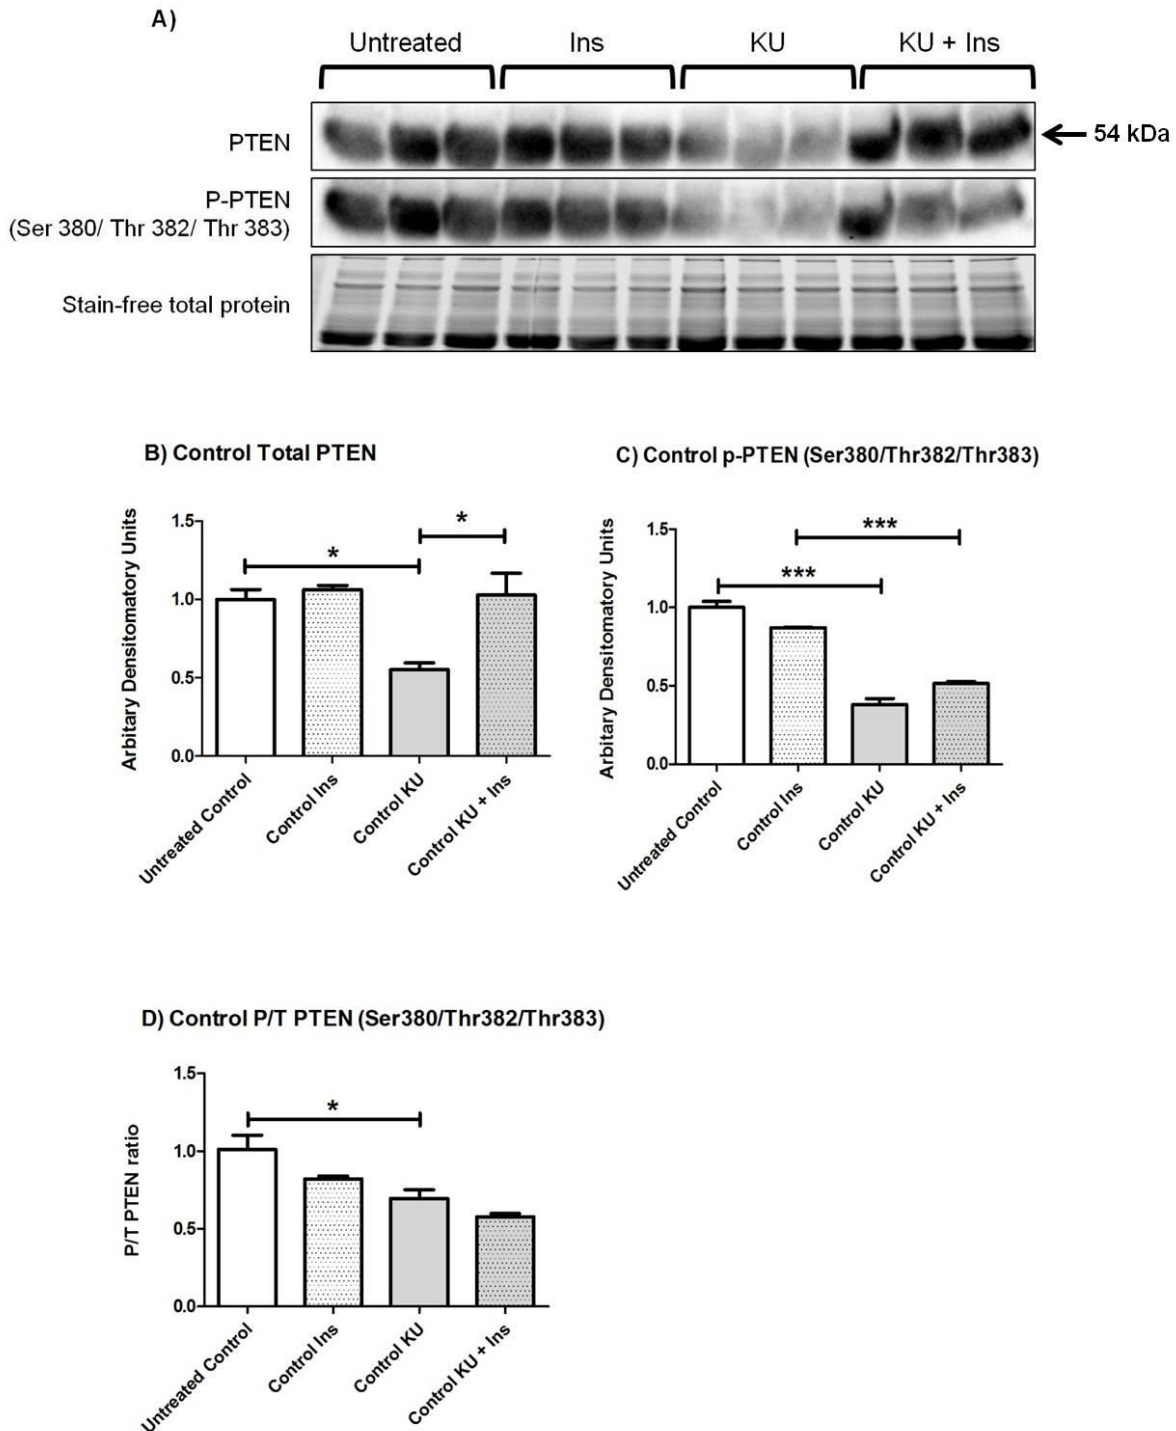 A)
Untreated Ins KU KU + Ins
PTEN
54 kDa
P-PTEN
(Ser 380/ Thr 382/ Thr 383)
Stain-free total protein
B) Control Total PTEN
Arbitary Densitomatory Units
1.5
1.0
0.5
0.0
*
*
Untreated Control
Control Ins
Control KU
Control KU + Ins
C) Control p-PTEN (Ser380/Thr382/Thr383)
Arbitary Densitomatory Units
1.5
1.0
0.5
0.0
***
***
Untreated Control
Control Ins
Control KU
Control KU + Ins
D) Control P/T PTEN (Ser380/Thr382/Thr383)
P/T PTEN ratio
1.5
1.0
0.5
0.0
*
Untreated Control
Control Ins
Control KU
Control KU + Ins